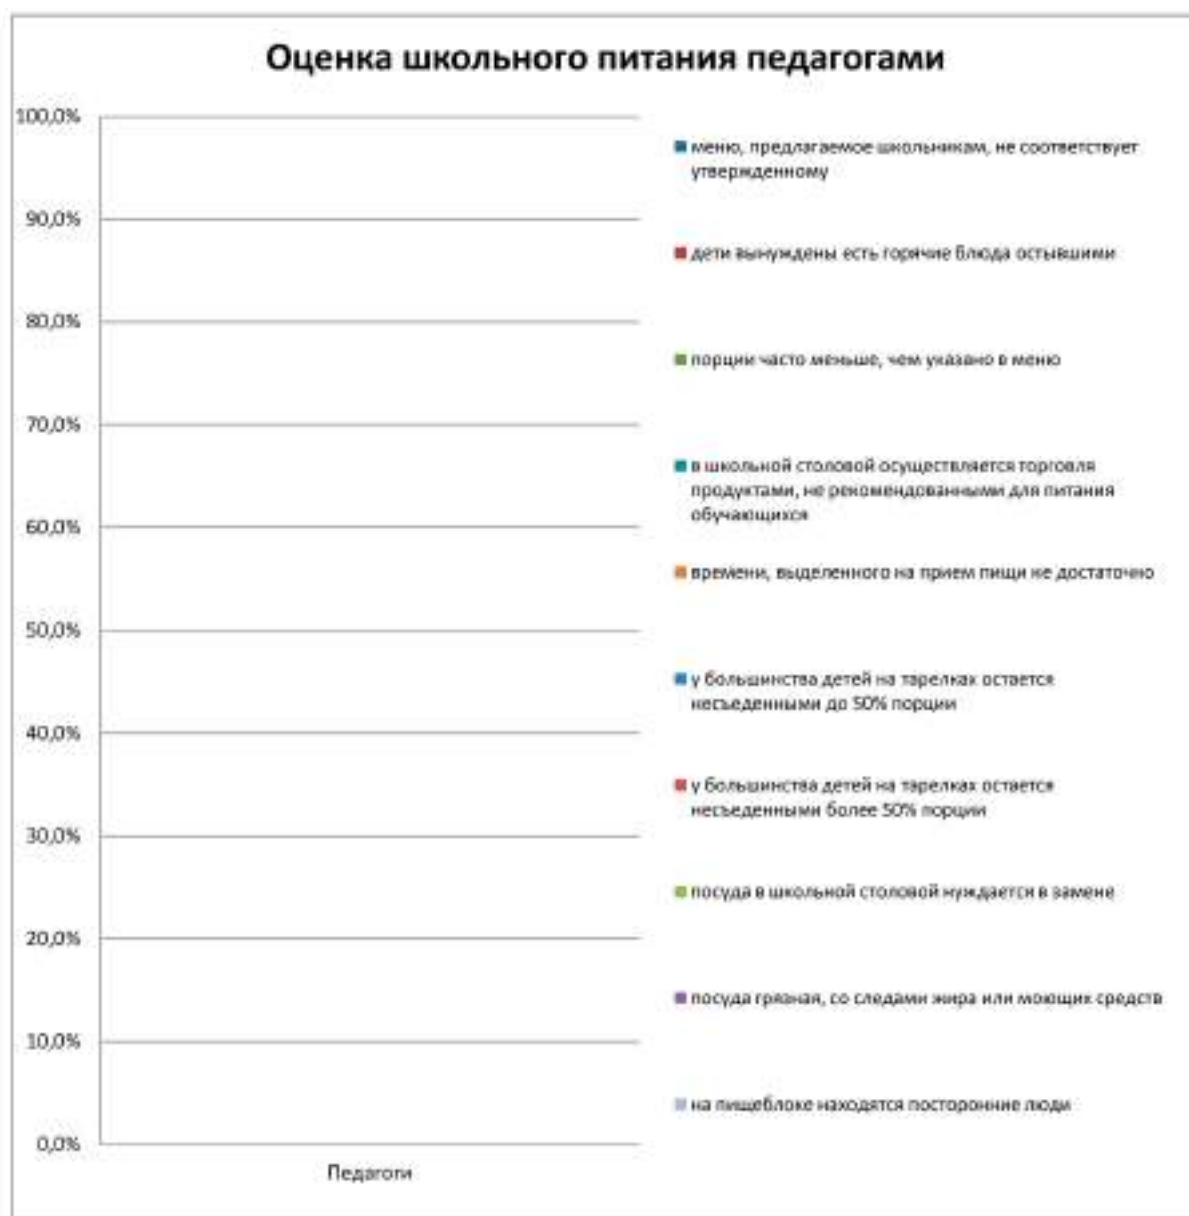 Оценка школьного питания педагогами
100,0%
90,0%
80,0%
70,0%
60,0%
50,0%
40,0%
30,0%
20,0%
10,0%
0,0%
Педагоги
меню, предлагаемое школьникам, не соответствует
утвержденному
дети вынуждены есть горячие блюда остывшими
порции часто меньше, чем указано в меню
в школьной столовой осуществляется торговля
продуктами, не рекомендованными для питания
обучающихся
времени, выделенного на прием пищи не достаточно
у большинства детей на тарелках остается
несъеденными до 50% порции
у большинства детей на тарелках остается
несъеденными более 50% порции
посуда в школьной столовой нуждается в замене
посуда грязная, со следами жира или моющих средств
на пищеблоке находятся посторонние люди